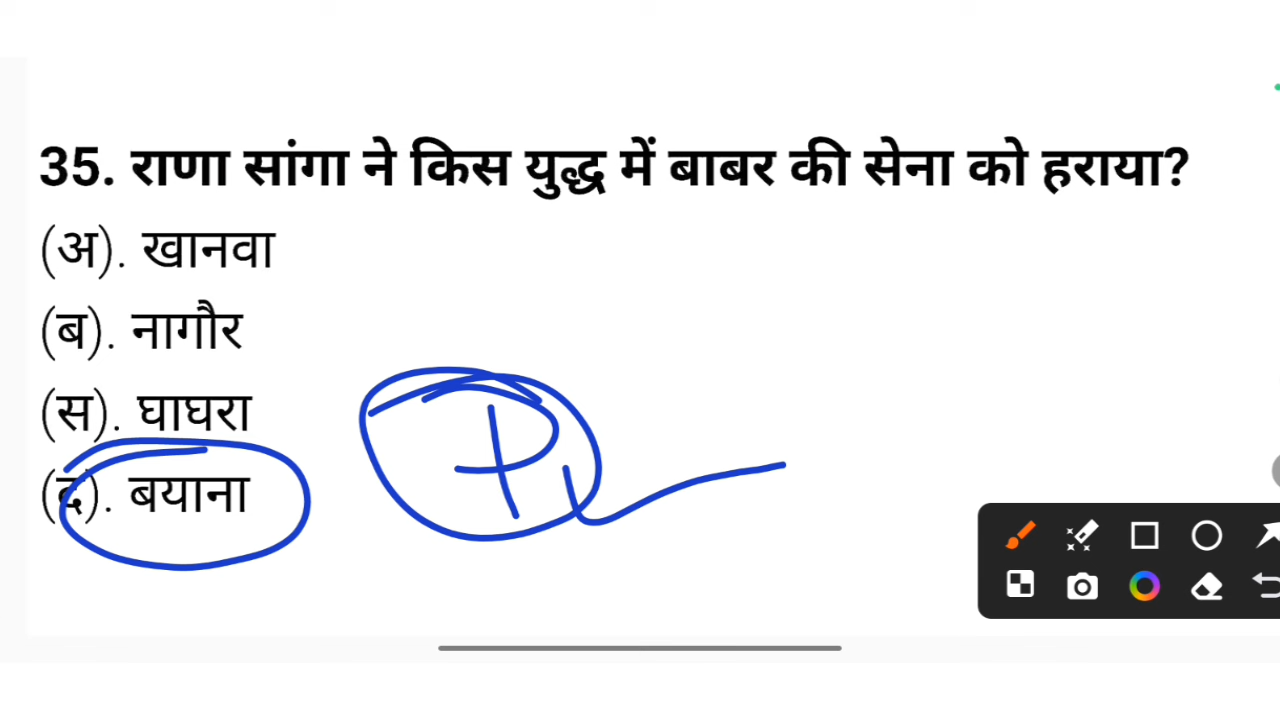 35. राणा सांगा ने किस युद्ध में बाबर की सेना को हराया?
(अ). खानवा
(ब). नागौर
(स). घाघरा
(द). बयाना